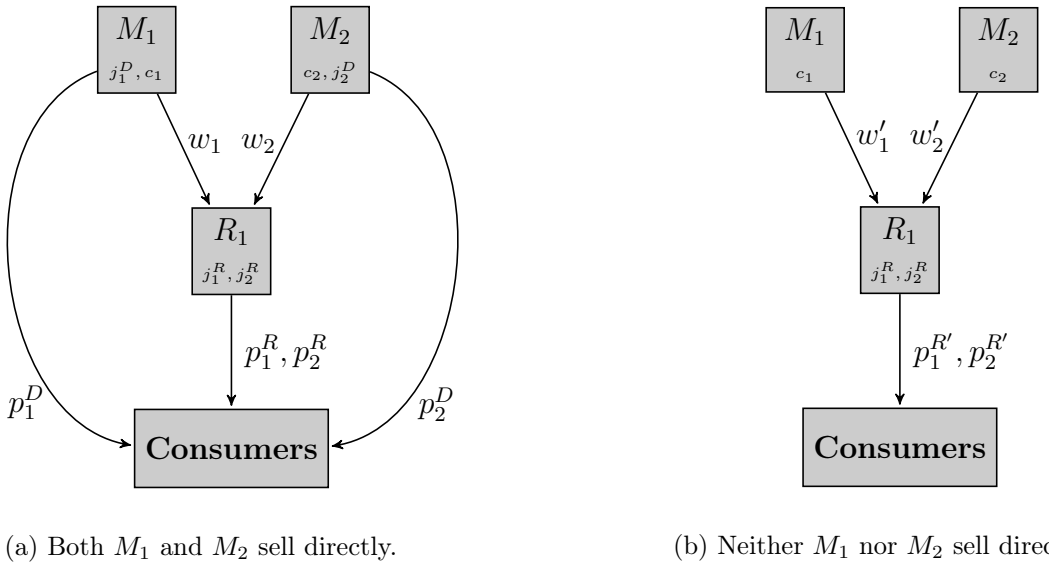 M₁ M₂ M₁ M₂
j₁ᴰ, c₁ c₂, j₂ᴰ c₁ c₂
w₁ w₂ w′₁ w′₂
R₁ R₁
j₁ᴿ, j₂ᴿ j₁ᴿ, j₂ᴿ
p₁ᴿ, p₂ᴿ p₁ᴿ′, p₂ᴿ′
p₁ᴰ p₂ᴰ
Consumers Consumers
(a) Both M₁ and M₂ sell directly. (b) Neither M₁ nor M₂ sell direc